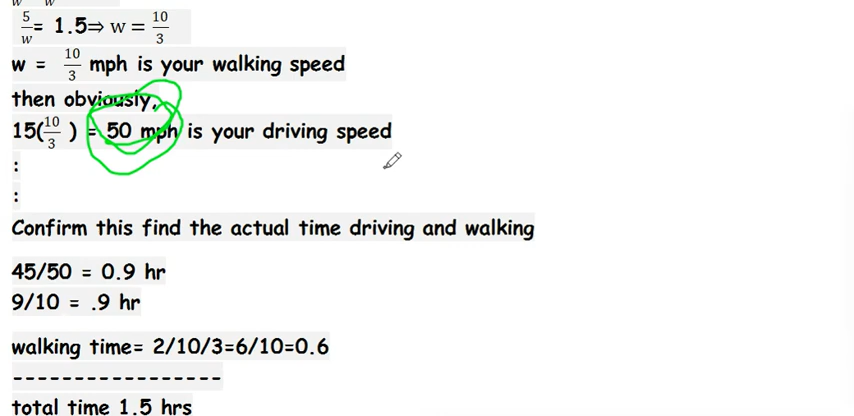 5/w = 1.5⇒ w = 10/3
w = 10/3 mph is your walking speed
then obviously,
15(10/3 ) = 50 mph is your driving speed
:
:
Confirm this find the actual time driving and walking
45/50 = 0.9 hr
9/10 = .9 hr
walking time= 2/10/3=6/10=0.6
-----------------
total time 1.5 hrs